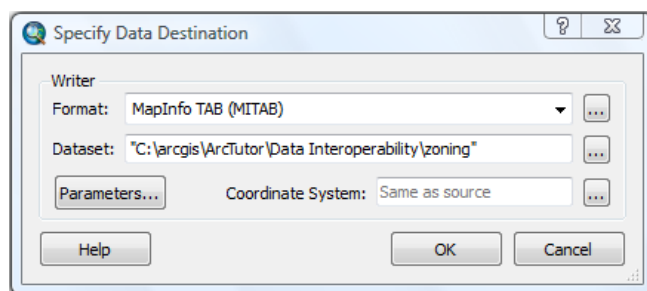 Specify Data Destination
Writer
Format: MapInfo TAB (MITAB) ...
Dataset: "C:\arcgis\ArcTutor\Data Interoperability\zoning" ...
Parameters... Coordinate System: Same as source ...
Help OK Cancel